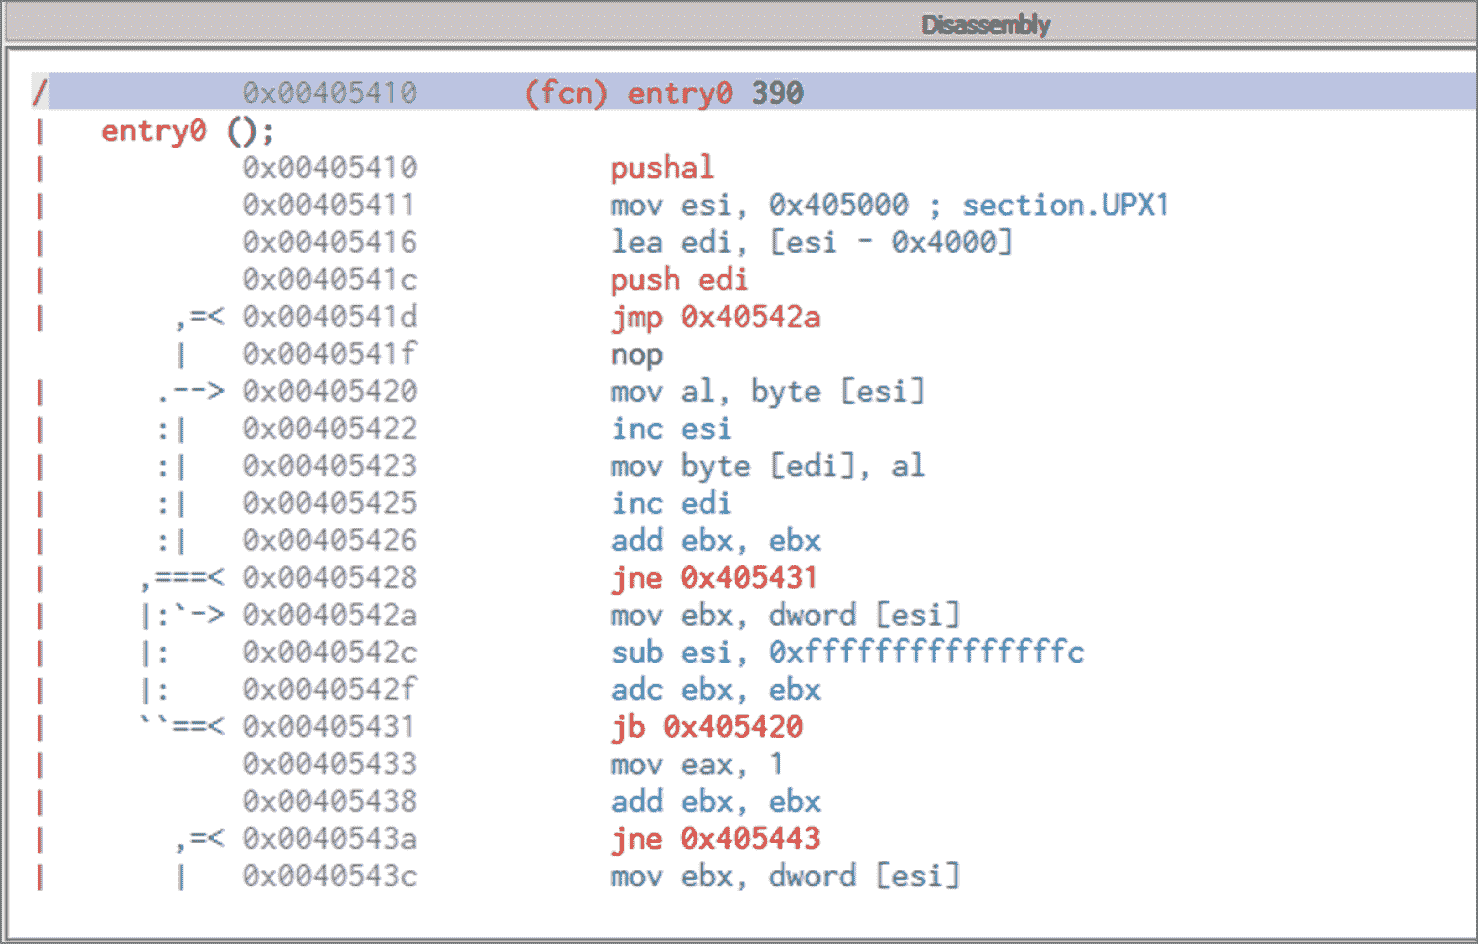 Disassembly
/ 0x00405410 (fcn) entry0 390
| entry0 ();
| 0x00405410 pushal
| 0x00405411 mov esi, 0x405000 ; section.UPX1
| 0x00405416 lea edi, [esi - 0x4000]
| 0x0040541c push edi
| ,=< 0x0040541d jmp 0x40542a
| 0x0040541f nop
| .--> 0x00405420 mov al, byte [esi]
| :| 0x00405422 inc esi
| :| 0x00405423 mov byte [edi], al
| :| 0x00405425 inc edi
| :| 0x00405426 add ebx, ebx
| ,===< 0x00405428 jne 0x405431
| |:`-> 0x0040542a mov ebx, dword [esi]
| |: 0x0040542c sub esi, 0xfffffffffffffffc
| |: 0x0040542f adc ebx, ebx
| ``==< 0x00405431 jb 0x405420
| 0x00405433 mov eax, 1
| 0x00405438 add ebx, ebx
| ,=< 0x0040543a jne 0x405443
| | 0x0040543c mov ebx, dword [esi]